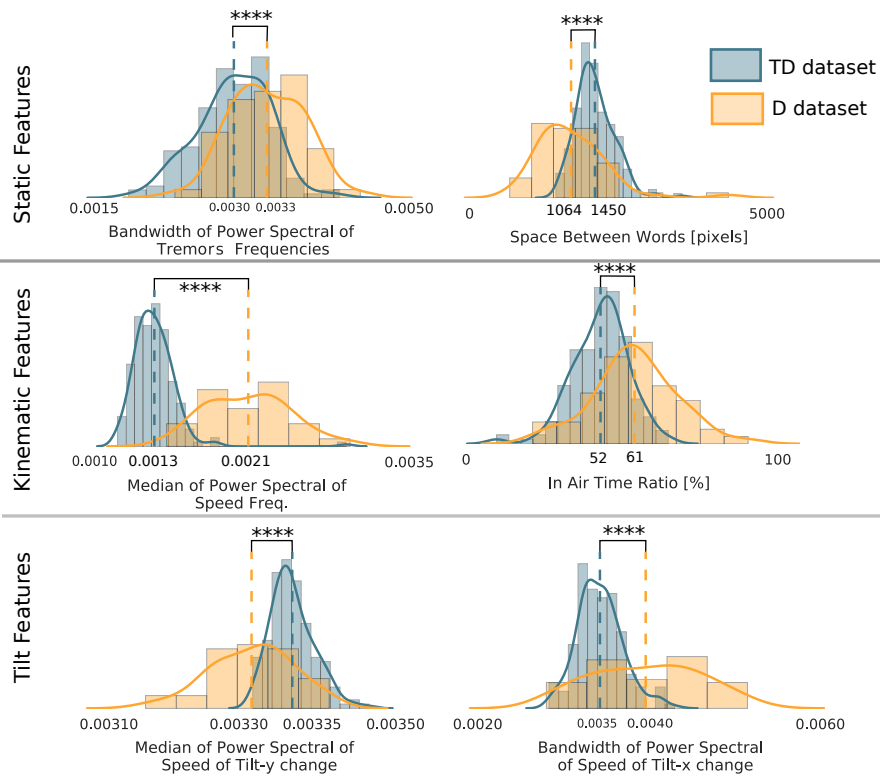 ****
****
TD dataset
D dataset
Static Features
0.0015
0.0030
0.0033
0.0050
Bandwidth of Power Spectral of
Tremors Frequencies
0
1064
1450
5000
Space Between Words [pixels]
****
****
Kinematic Features
0.0010
0.0013
0.0021
0.0035
Median of Power Spectral of
Speed Freq.
0
52
61
100
In Air Time Ratio [%]
****
****
Tilt Features
0.00310
0.00330
0.00335
0.00350
Median of Power Spectral of
Speed of Tilt-y change
0.0020
0.0035
0.0040
0.0060
Bandwidth of Power Spectral
of Speed of Tilt-x change